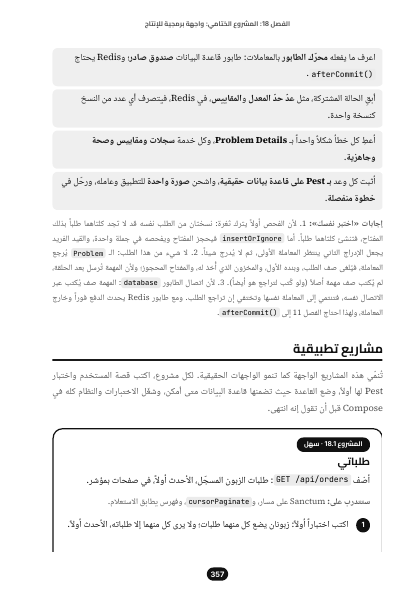 الفصل 18: المشروع الختامي: واجهة برمجية للإنتاج
اعرف ما يفعله محرّك الطابور بالمعاملات: طابور قاعدة البيانات صندوق صادر؛ وRedis يحتاج
afterCommit() .
أبقِ الحالة المشتركة، مثل عدّ حدّ المعدل والمقاييس، في Redis، فيتصرف أي عدد من النسخ
كنسخة واحدة.
أعطِ كل خطأ شكلاً واحداً بـ Problem Details، وكل خدمة سجلات ومقاييس وصحة
وجاهزية.
أثبت كل وعد بـ Pest على قاعدة بيانات حقيقية، واشحن صورة واحدة للتطبيق وعامله، ورحّل في
خطوة منفصلة.
إجابات «اختبر نفسك»: 1. لأن الفحص أولاً يترك ثغرة: نسختان من الطلب نفسه قد لا تجد كلتاهما طلباً بذلك
المفتاح، فتنشئ كلتاهما طلباً. أما insertOrIgnore فيحجز المفتاح ويفحصه في جملة واحدة، والقيد الفريد
يجعل الإدراج الثاني ينتظر المعاملة الأولى، ثم لا يُدرج شيئاً. 2. لا شيء من هذا الطلب: الـ Problem يُرجع
المعاملة، فيُلغى صف الطلب، وبنده الأول، والمخزون الذي أُخذ له، والمفتاح المحجوز؛ ولأن المهمة تُرسل بعد الحلقة،
لم يُكتب صف مهمة أصلاً (ولو كُتب لتراجع هو أيضاً). 3. لأن اتصال الطابور database : المهمة صف يُكتب عبر
الاتصال نفسه، فتنتمي إلى المعاملة نفسها وتختفي إن تراجع الطلب. ومع طابور Redis يحدث الدفع فوراً وخارج
المعاملة، ولهذا احتاج الفصل 11 إلى afterCommit() .
مشاريع تطبيقية
تُنمّي هذه المشاريع الواجهة كما تنمو الواجهات الحقيقية. لكل مشروع، اكتب قصة المستخدم واختبار
Pest لها أولاً، وضع القاعدة حيث تضمنها قاعدة البيانات متى أمكن، وشغّل الاختبارات والنظام كله في
Compose قبل أن تقول إنه انتهى.
المشروع 18.1 · سهل
طلباتي
أضف GET /api/orders : طلبات الزبون المسجّل، الأحدث أولاً، في صفحات بمؤشر.
ستتدرب على: Sanctum على مسار، وcursorPaginate، وفهرس يطابق الاستعلام.
1 اكتب اختباراً أولاً: زبونان يضع كل منهما طلبات؛ ولا يرى كل منهما إلا طلباته، الأحدث أولاً.
357